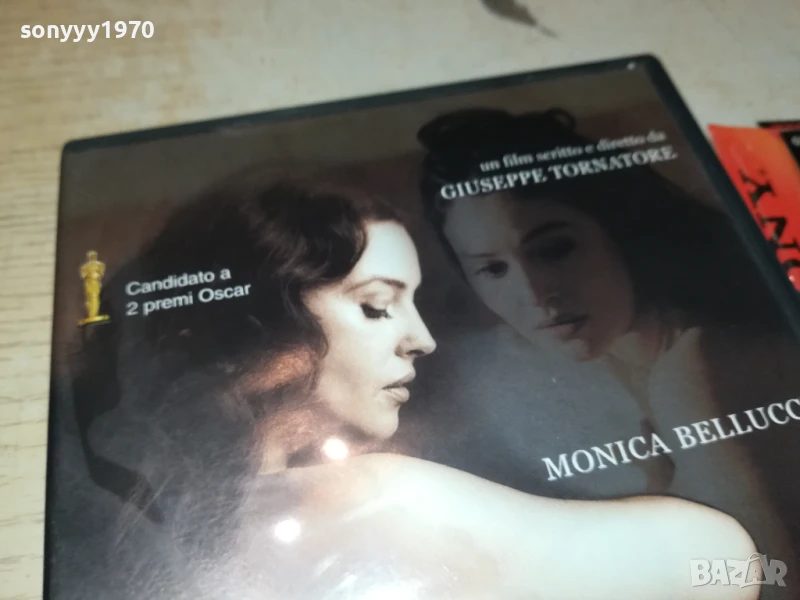 sonyyy1970
un film scritto e diretto da
GIUSEPPE TORNATORE
Candidato a
2 premi Oscar
MONICA BELLUCC
BAZAR